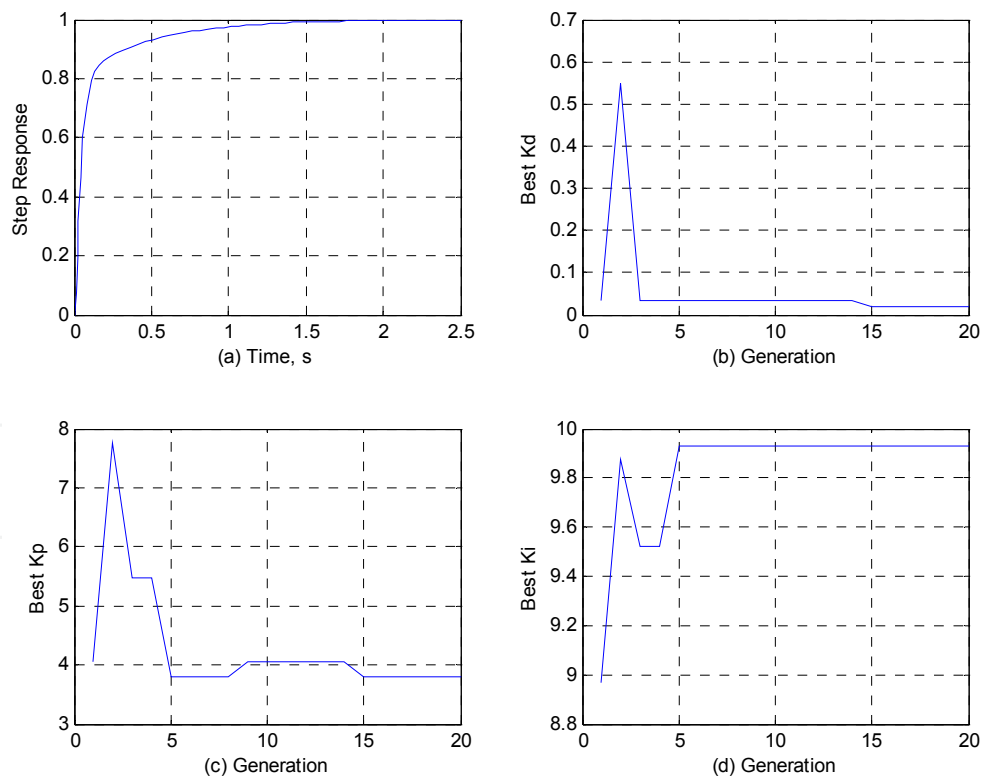 1
0.8
0.6
0.4
0.2
0
Step Response
0 0.5 1 1.5 2 2.5
(a) Time, s
0.7
0.6
0.5
0.4
0.3
0.2
0.1
0
Best Kd
0 5 10 15 20
(b) Generation
8
7
6
5
4
3
Best Kp
0 5 10 15 20
(c) Generation
10
9.8
9.6
9.4
9.2
9
8.8
Best Ki
0 5 10 15 20
(d) Generation